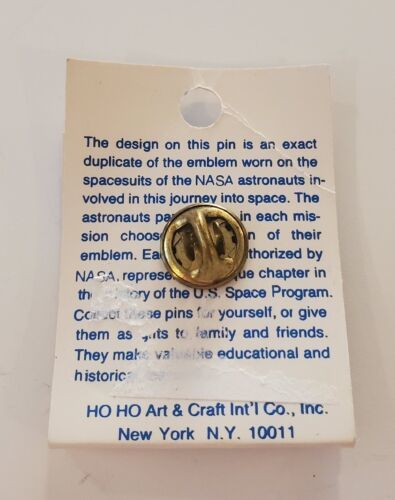 The design on this pin is an exact
duplicate of the emblem worn on the
spacesuits of the NASA astronauts in-
volved in this journey into space. The
astronauts pa in each mis-
sion choos n of their
emblem. Ea thorized by
NASA, represe que chapter in
the history of the U.S. Space Program.
Collect these pins for yourself, or give
them as gifts to family and friends.
They make valuable educational and
historical
HO HO Art & Craft Int'l Co., Inc.
New York N.Y. 10011